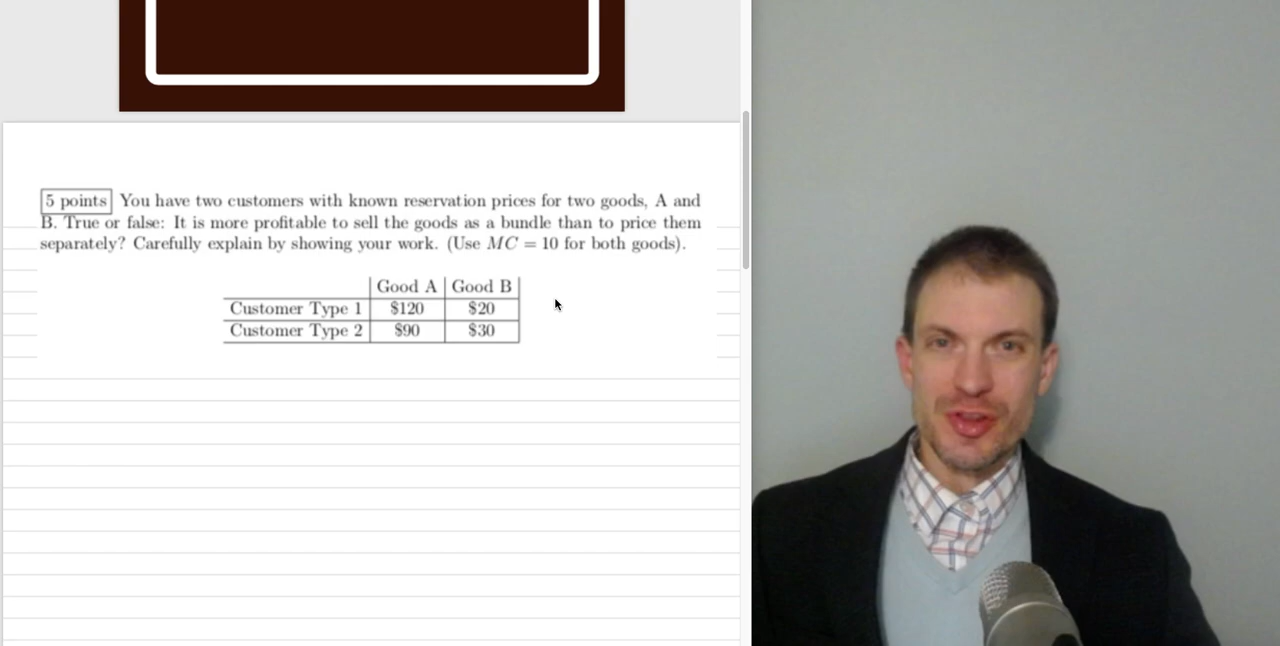 5 points You have two customers with known reservation prices for two goods, A and
B. True or false: It is more profitable to sell the goods as a bundle than to price them
separately? Carefully explain by showing your work. (Use MC = 10 for both goods).
Good A Good B
Customer Type 1 $120 $20
Customer Type 2 $90 $30